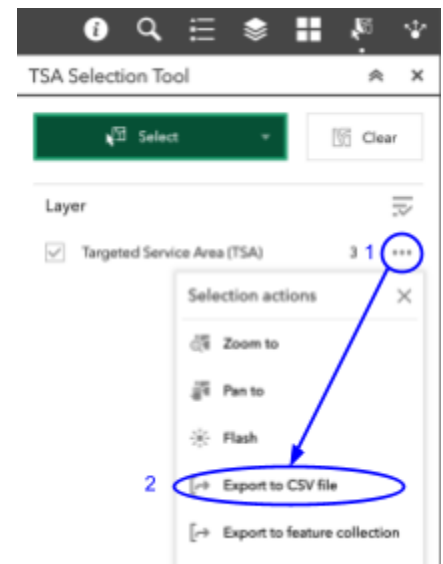 TSA Selection Tool
Select
Clear
Layer
Targeted Service Area (TSA) 3 1
Selection actions
Zoom to
Pan to
Flash
2 Export to CSV file
Export to feature collection